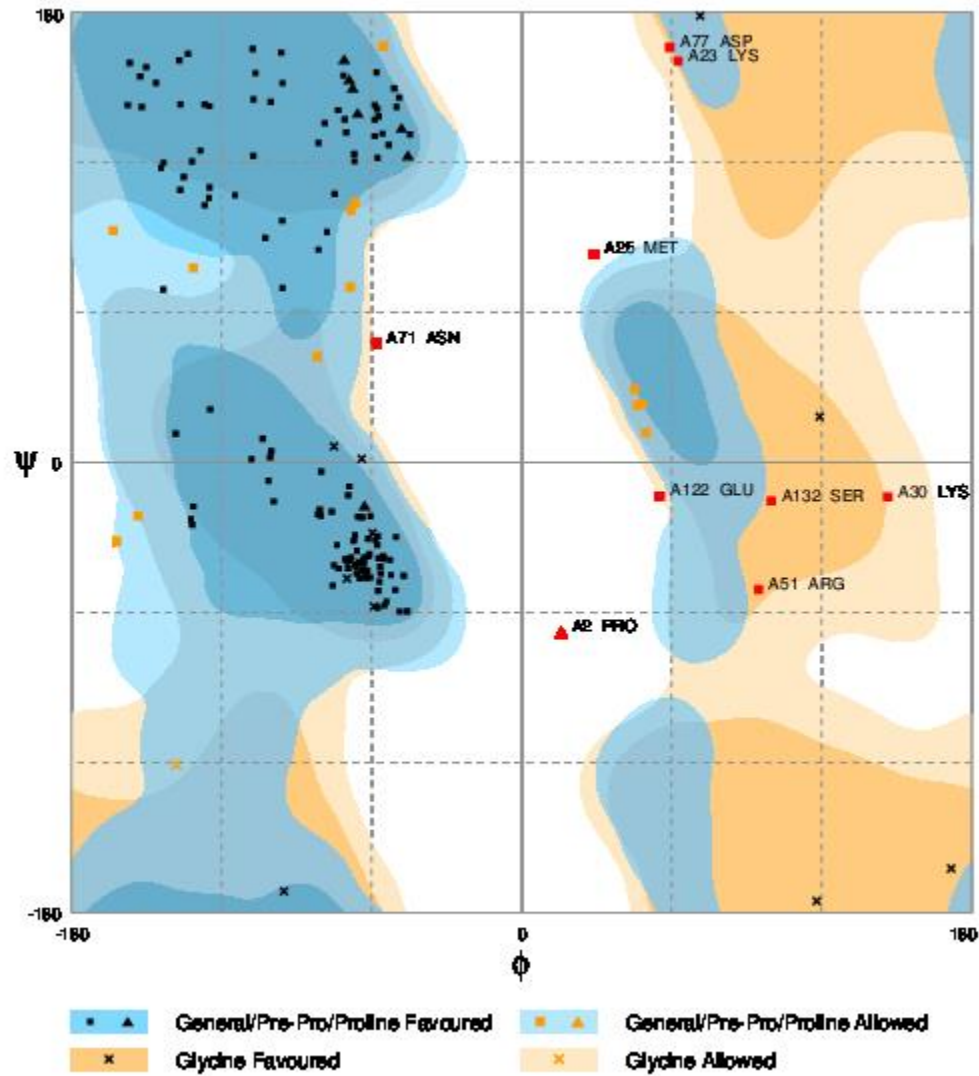 180
A77 ASP
A23 LYS
A25 MET
A71 ASN
Ψ 0
A122 GLU
A132 SER
A30 LYS
A51 ARG
A2 PRO
-180
-180 0 180
ϕ
General/Pre-Pro/Proline Favoured
General/Pre-Pro/Proline Allowed
Glycine Favoured
Glycine Allowed